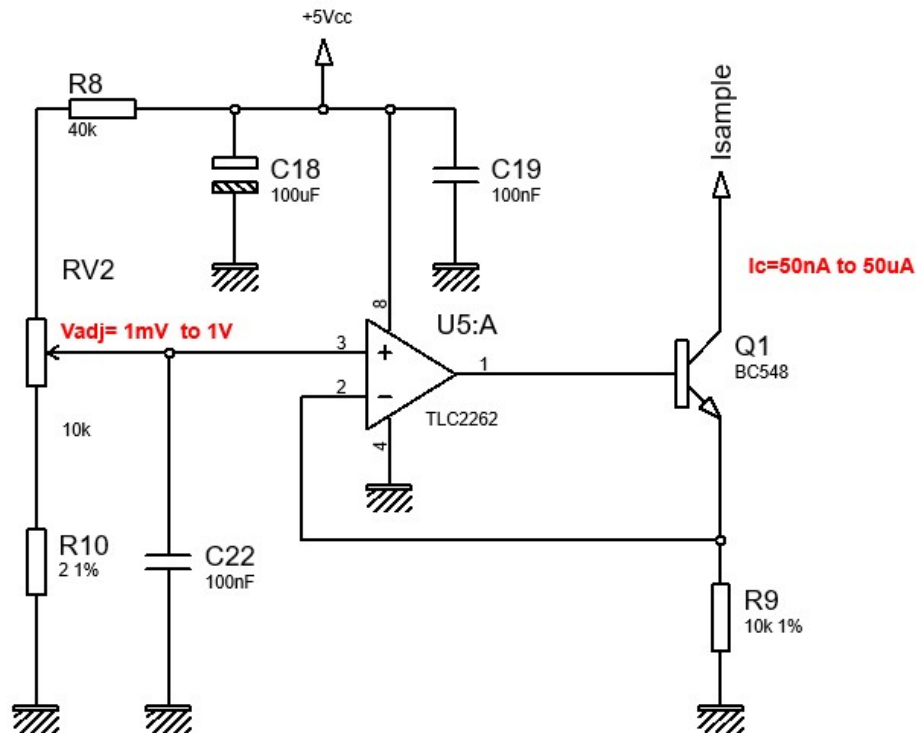 +5Vcc
R8
40k
C18
100uF
C19
100nF
Isample
RV2
Vadj= 1mV to 1V
Ic=50nA to 50uA
8
U5:A
3
+
1
2
−
TLC2262
4
Q1
BC548
10k
R10
2 1%
C22
100nF
R9
10k 1%